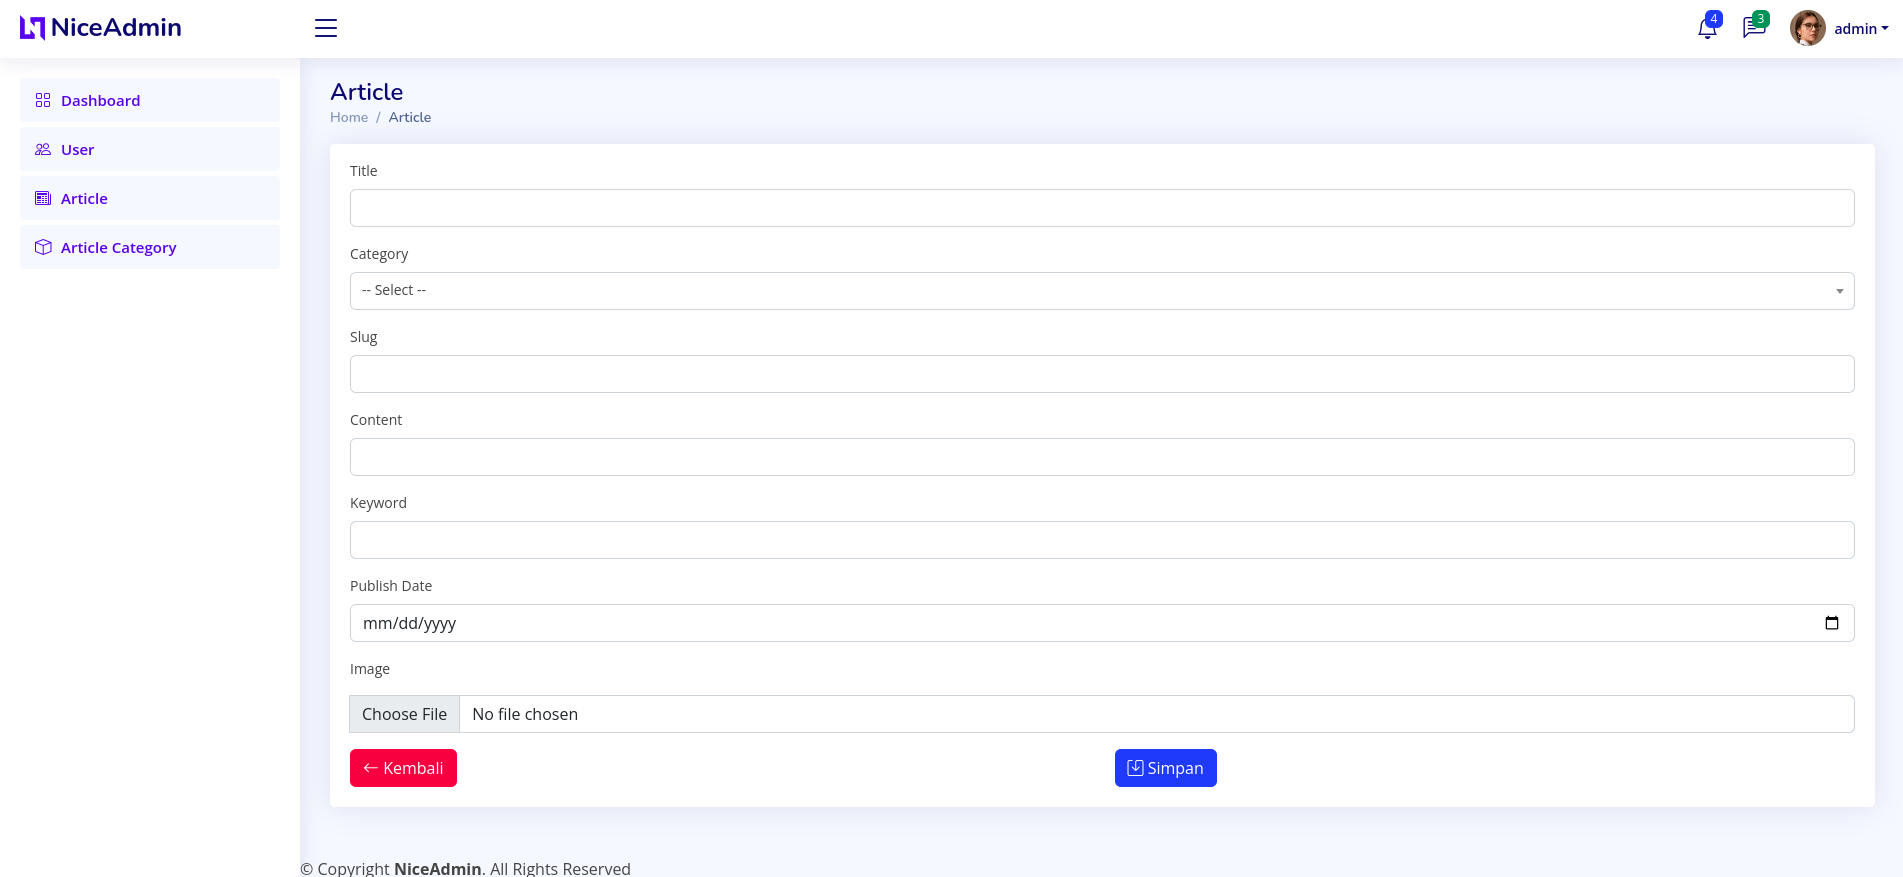 NiceAdmin
4
3
admin
Dashboard
User
Article
Article Category
Article
Home / Article
Title
Category
-- Select --
Slug
Content
Keyword
Publish Date
mm/dd/yyyy
Image
Choose File No file chosen
Kembali
Simpan
© Copyright NiceAdmin. All Rights Reserved